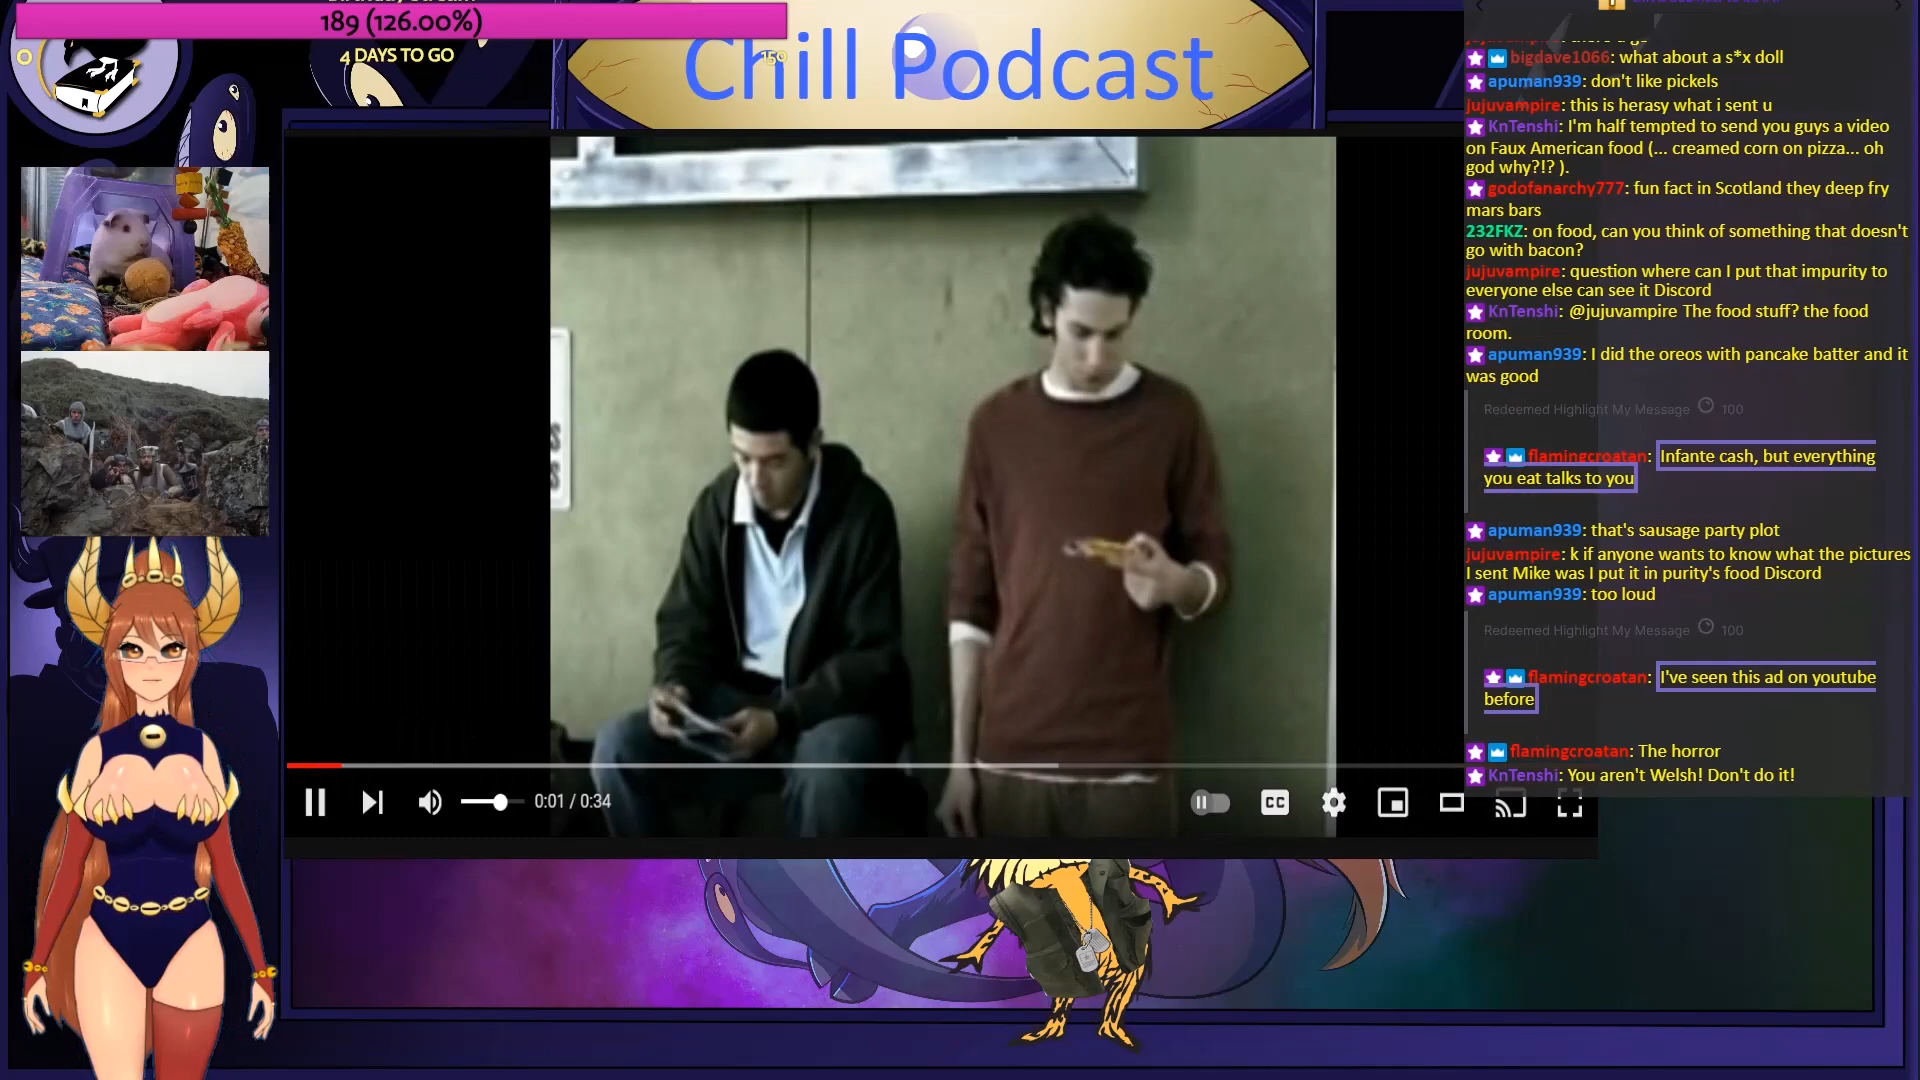 189 (126.00%)
4 DAYS TO GO
150
Chill Podcast
bigdave1066: what about a s*x doll
apuman939: don't like pickels
jujuvampire: this is herasy what i sent u
KnTenshi: I'm half tempted to send you guys a video
on Faux American food (... creamed corn on pizza... oh
god why?!? ).
godofanarchy777: fun fact in Scotland they deep fry
mars bars
232FKZ: on food, can you think of something that doesn't
go with bacon?
jujuvampire: question where can I put that impurity to
everyone else can see it Discord
KnTenshi: @jujuvampire The food stuff? the food
room.
apuman939: I did the oreos with pancake batter and it
was good
Redeemed Highlight My Message 100
flamingcroatan: Infante cash, but everything
you eat talks to you
apuman939: that's sausage party plot
jujuvampire: k if anyone wants to know what the pictures
I sent Mike was I put it in purity's food Discord
apuman939: too loud
Redeemed Highlight My Message 100
flamingcroatan: I've seen this ad on youtube
before
flamingcroatan: The horror
KnTenshi: You aren't Welsh! Don't do it!
0:01 / 0:34
CC